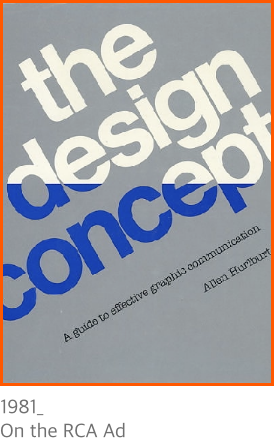 the
design
concept
A guide to effective graphic communication
Allen Hurlburt
1981_
On the RCA Ad